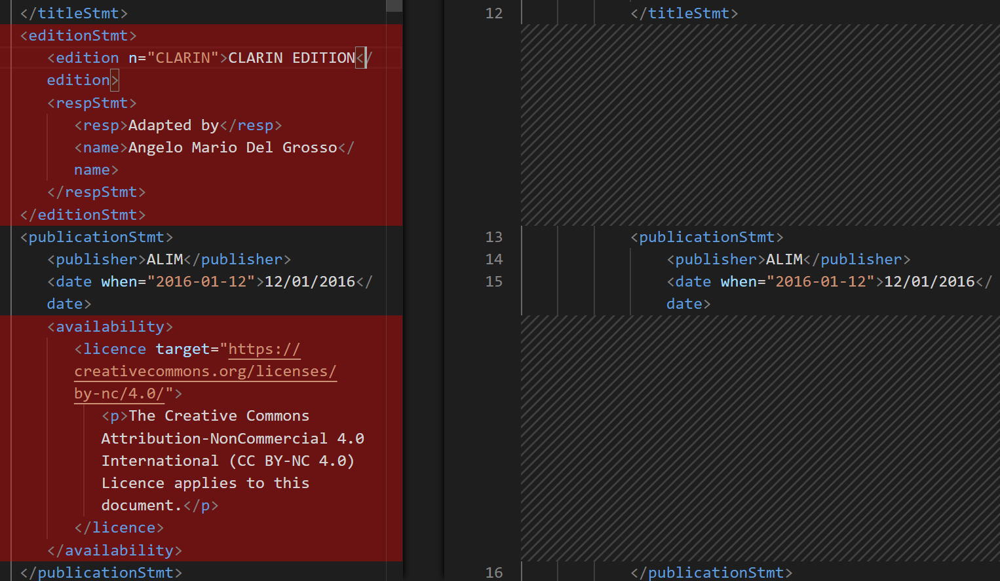 </titleStmt>
<editionStmt>
<edition n="CLARIN">CLARIN EDITION</
edition>
<respStmt>
<resp>Adapted by</resp>
<name>Angelo Mario Del Grosso</
name>
</respStmt>
</editionStmt>
<publicationStmt>
<publisher>ALIM</publisher>
<date when="2016-01-12">12/01/2016</
date>
<availability>
<licence target="https://
creativecommons.org/licenses/
by-nc/4.0/">
<p>The Creative Commons
Attribution-NonCommercial 4.0
International (CC BY-NC 4.0)
Licence applies to this
document.</p>
</licence>
</availability>
</publicationStmt>
12 </titleStmt>
13 <publicationStmt>
14 <publisher>ALIM</publisher>
15 <date when="2016-01-12">12/01/2016</
date>
16 </publicationStmt>